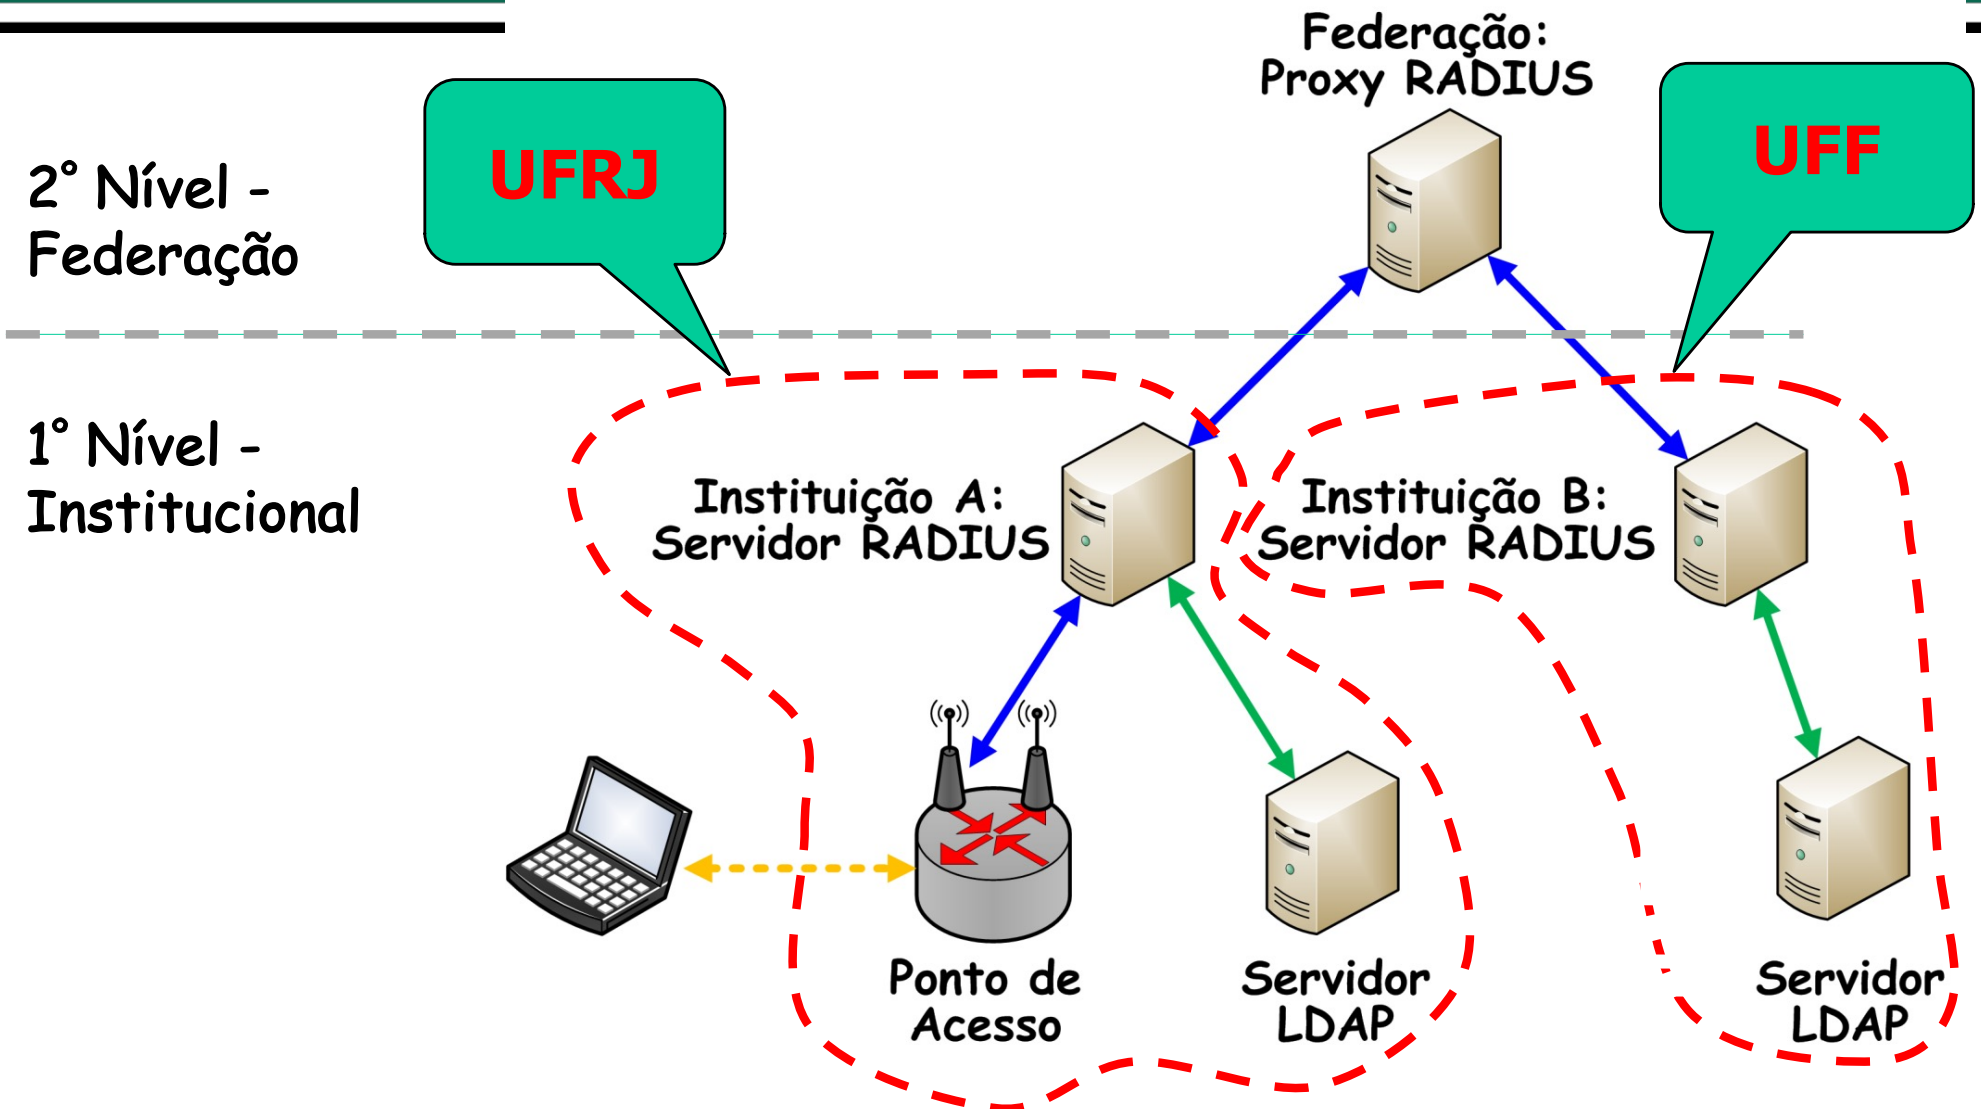 Federação:
Proxy RADIUS
UFRJ
UFF
2° Nível -
Federação
1° Nível -
Institucional
Instituição A:
Servidor RADIUS
Instituição B:
Servidor RADIUS
Ponto de
Acesso
Servidor
LDAP
Servidor
LDAP